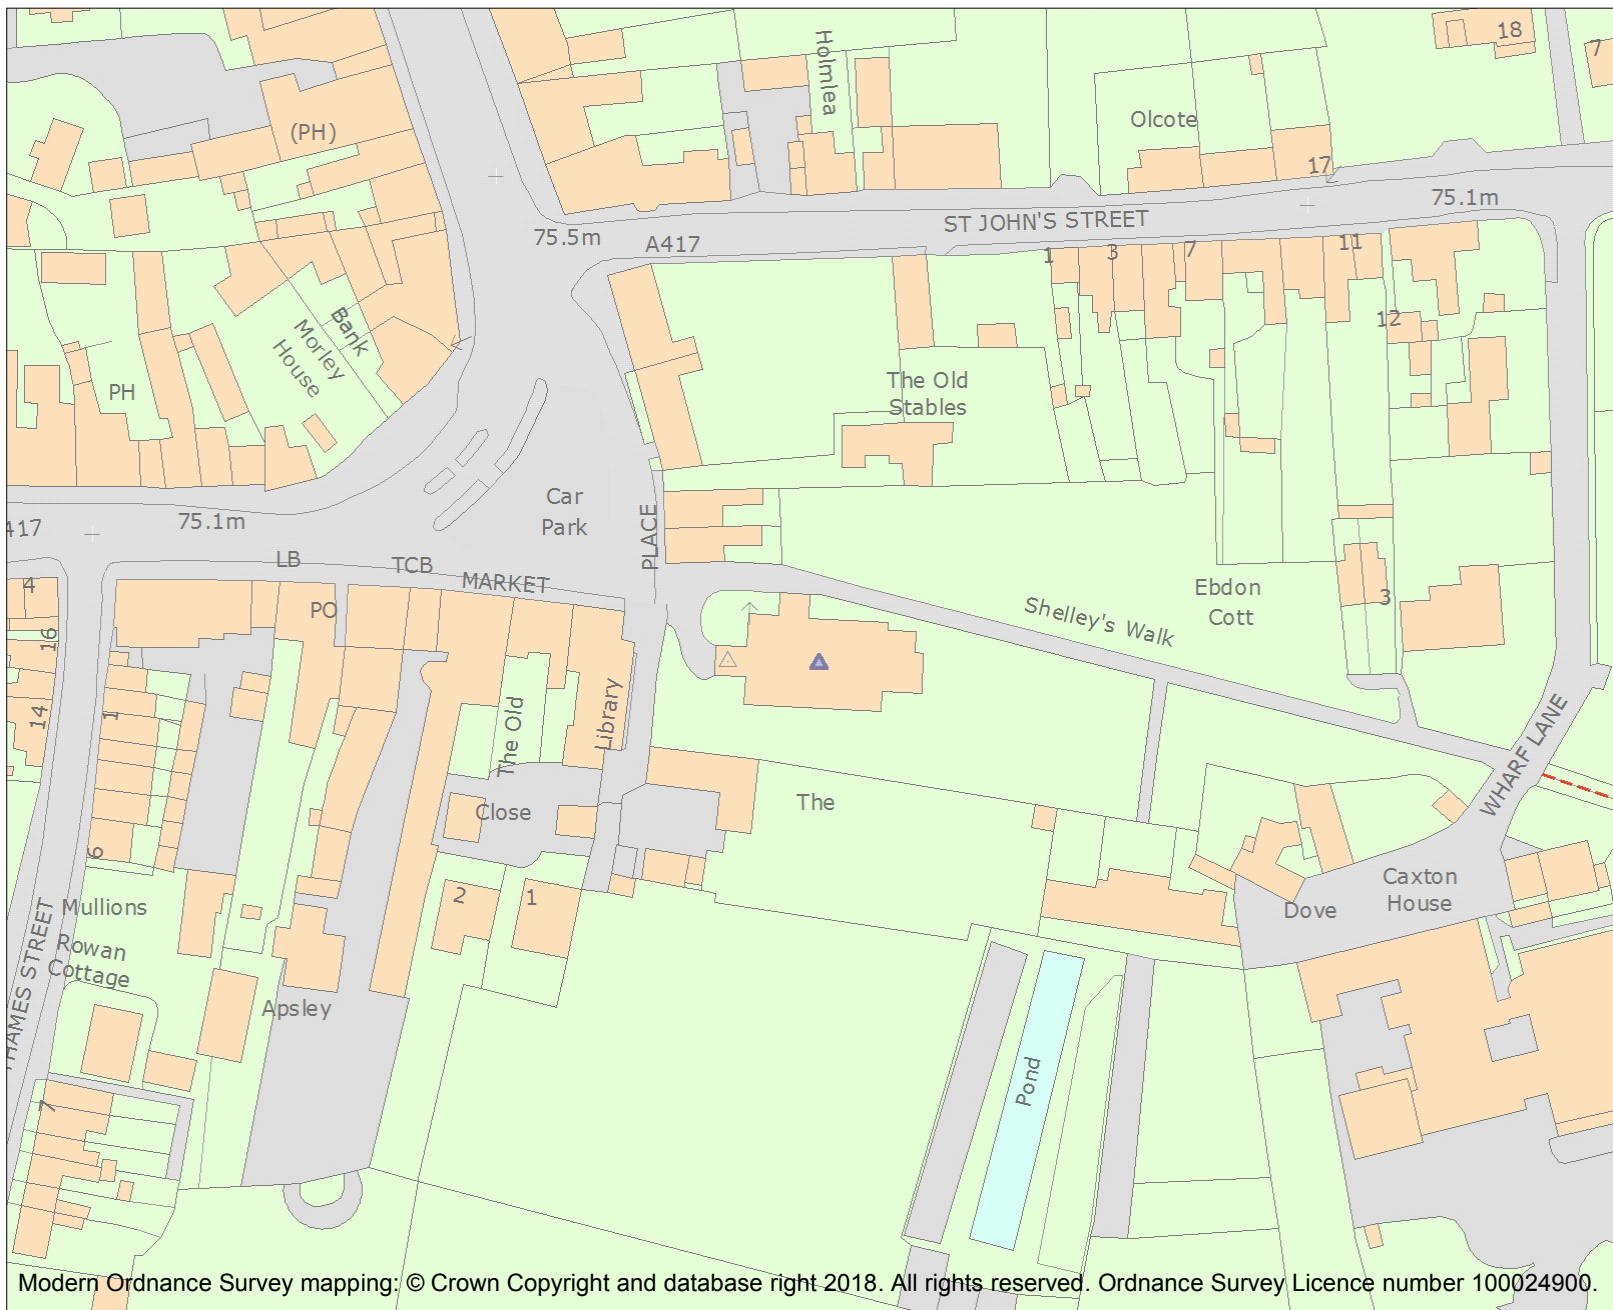 18
7
Holmlea
(PH)
Olcote
17
75.1m
ST JOHN'S STREET
75.5m
A417
1
3
7
11
12
Bank
Morley
House
PH
The Old
Stables
Car
Park
75.1m
417
PLACE
LB
TCB
MARKET
4
PO
16
Ebdon
Cott
3
Shelley's Walk
14
1
The Old
Library
WHARF LANE
The
Close
6
2
1
Caxton
House
Dove
Mullions
Rowan
Cottage
THAMES STREET
Apsley
Pond
7
Modern Ordnance Survey mapping: © Crown Copyright and database right 2018. All rights reserved. Ordnance Survey Licence number 100024900.